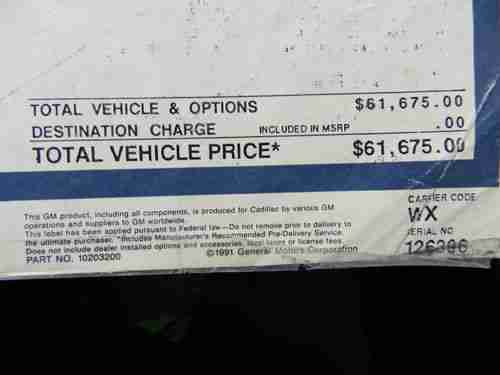 TOTAL VEHICLE & OPTIONS $61,675.00
DESTINATION CHARGE INCLUDED IN MSRP .00
TOTAL VEHICLE PRICE* $61,675.00
This GM product, including all components, is produced for Cadillac by various GM
operations and suppliers to GM worldwide.
This label has been applied pursuant to Federal law—Do not remove prior to delivery to
the ultimate purchaser. *Includes Manufacturer's Recommended Pre-Delivery Service.
Does not include dealer installed options and accessories, local taxes or license fees.
PART NO. 10203200 ©1991 General Motors Corporation
CARRIER CODE
WX
SERIAL NO
126396